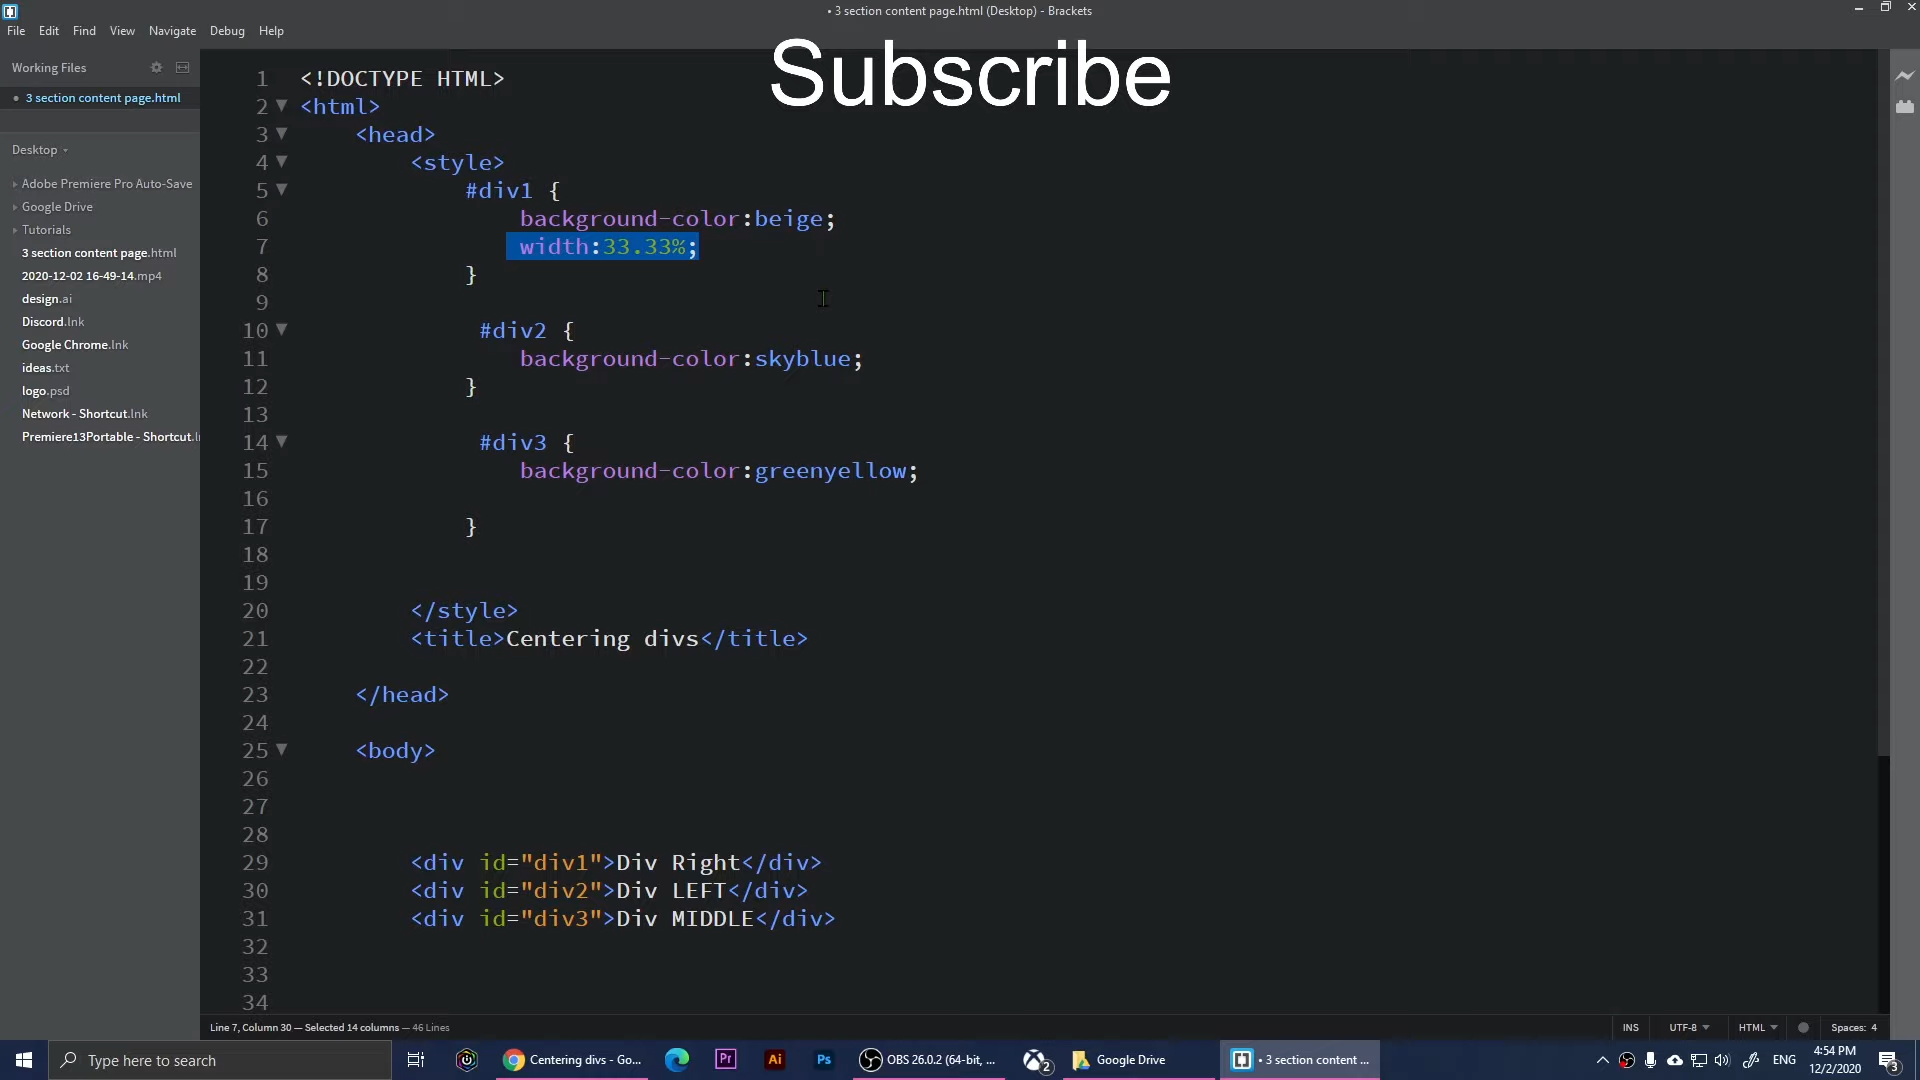 • 3 section content page.html (Desktop) - Brackets
File Edit Find View Navigate Debug Help
Subscribe
Working Files
• 3 section content page.html
Desktop
Adobe Premiere Pro Auto-Save
Google Drive
Tutorials
3 section content page.html
2020-12-02 16-49-14.mp4
design.ai
Discord.lnk
Google Chrome.lnk
ideas.txt
logo.psd
Network - Shortcut.lnk
Premiere13Portable - Shortcut.l
1 <!DOCTYPE HTML>
2 <html>
3 <head>
4 <style>
5 #div1 {
6 background-color:beige;
7 width:33.33%;
8 }
9
10 #div2 {
11 background-color:skyblue;
12 }
13
14 #div3 {
15 background-color:greenyellow;
16
17 }
18
19
20 </style>
21 <title>Centering divs</title>
22
23 </head>
24
25 <body>
26
27
28
29 <div id="div1">Div Right</div>
30 <div id="div2">Div LEFT</div>
31 <div id="div3">Div MIDDLE</div>
32
33
34
Line 7, Column 30 — Selected 14 columns — 46 Lines
INS UTF-8 HTML Spaces: 4
Type here to search
Centering divs - Go...
Pr
Ai
Ps
OBS 26.0.2 (64-bit, ...
2
Google Drive
• 3 section content ...
ENG
4:54 PM
12/2/2020
3